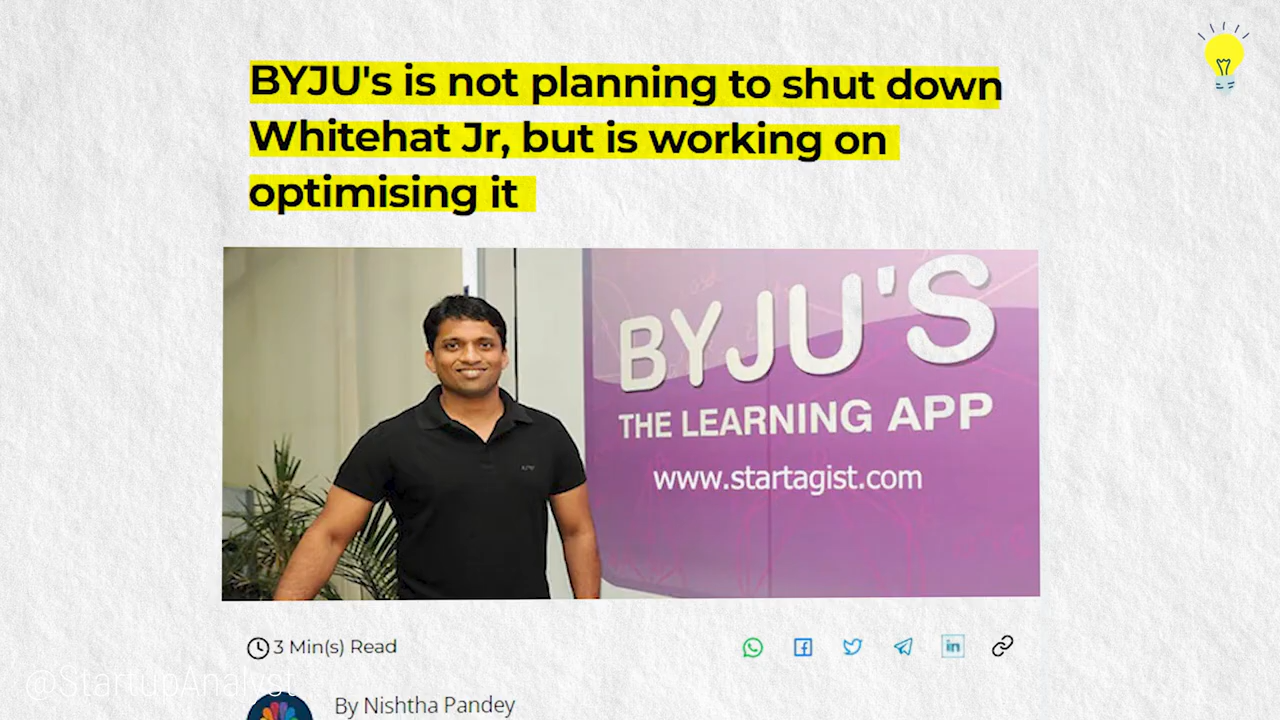 BYJU's is not planning to shut down
Whitehat Jr, but is working on
optimising it
BYJU'S
THE LEARNING APP
www.startagist.com
3 Min(s) Read
@StartupAnalyst
By Nishtha Pandey